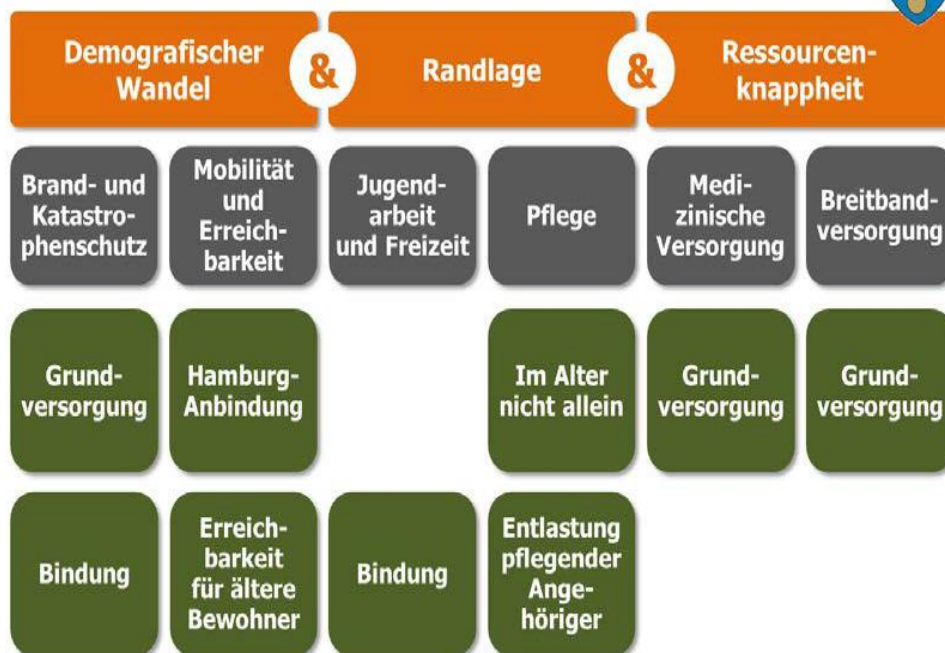 Demografischer
Wandel
&
Randlage
&
Ressourcen-
knappheit
Brand- und
Katastro-
phenschutz
Mobilität
und
Erreich-
barkeit
Jugend-
arbeit
und Freizeit
Pflege
Medi-
zinische
Versorgung
Breitband-
versorgung
Grund-
versorgung
Hamburg-
Anbindung
Im Alter
nicht allein
Grund-
versorgung
Grund-
versorgung
Bindung
Erreich-
barkeit
für ältere
Bewohner
Bindung
Entlastung
pflegender
Ange-
höriger